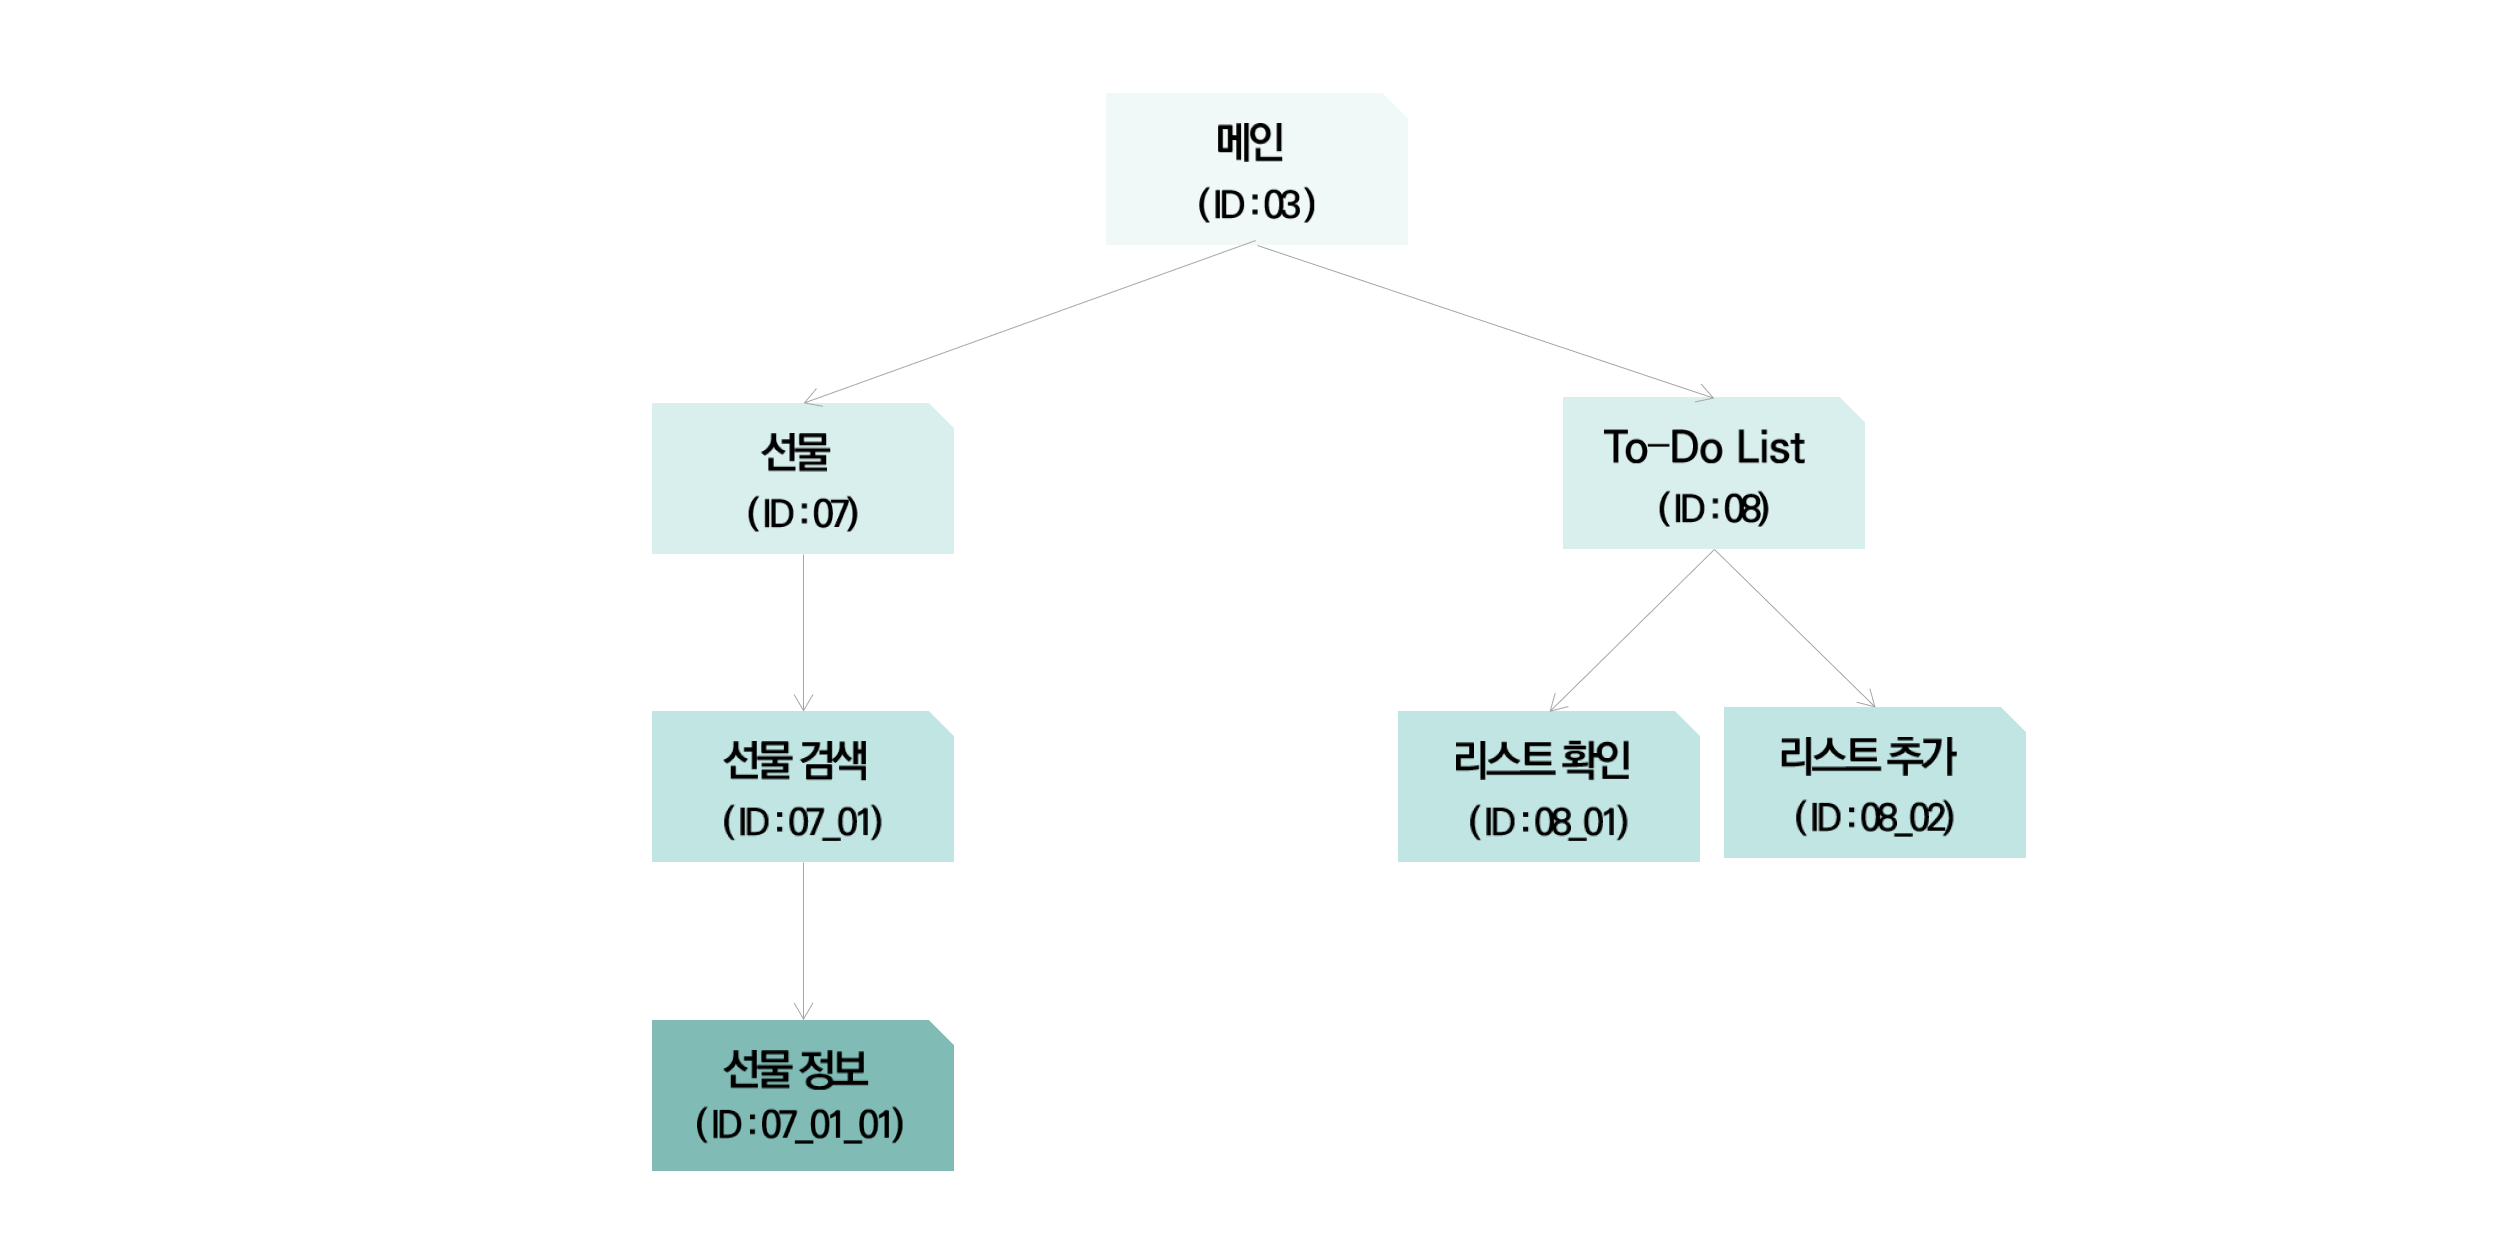 메인
(ID:03)
선물
(ID:07)
To-Do List
(ID:08)
선물 검색
(ID:07_01)
리스트 확인
(ID:08_01)
리스트 추가
(ID:08_02)
선물 정보
(ID:07_01_01)